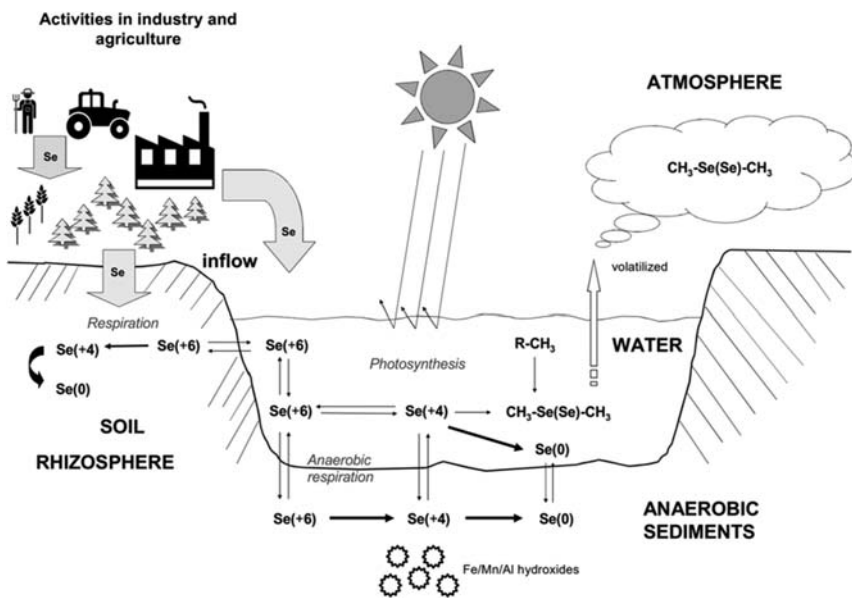 Activities in industry and
agriculture
ATMOSPHERE
Se
CH₃-Se(Se)-CH₃
Se
inflow
Se
volatilized
Respiration
R-CH₃
WATER
Se(+4)
Se(+6)
Se(+6)
Photosynthesis
Se(0)
Se(+6)
Se(+4)
CH₃-Se(Se)-CH₃
SOIL
RHIZOSPHERE
Se(0)
Anaerobic
respiration
ANAEROBIC
SEDIMENTS
Se(+6)
Se(+4)
Se(0)
Fe/Mn/Al hydroxides